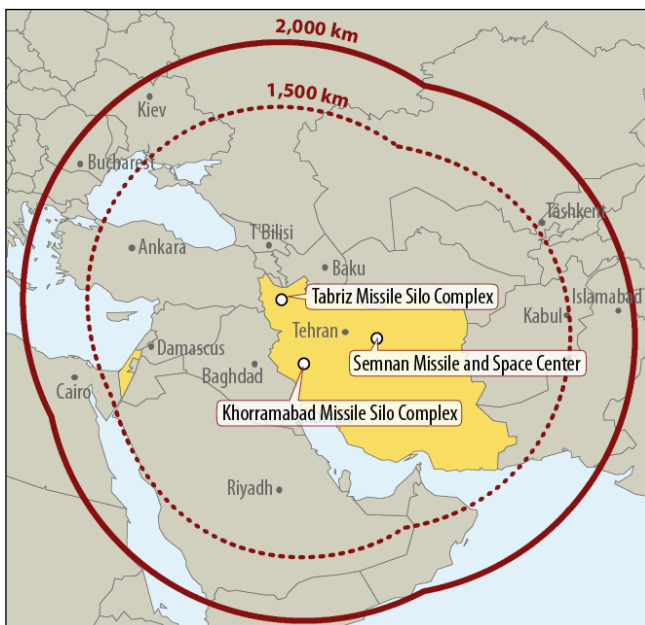 2,000 km
1,500 km
Kiev
Bucharest
Tashkent
T'Bilisi
Ankara
Baku
Tabriz Missile Silo Complex
Islamabad
Kabul
Tehran
Damascus
Semnan Missile and Space Center
Baghdad
Cairo
Khorramabad Missile Silo Complex
Riyadh